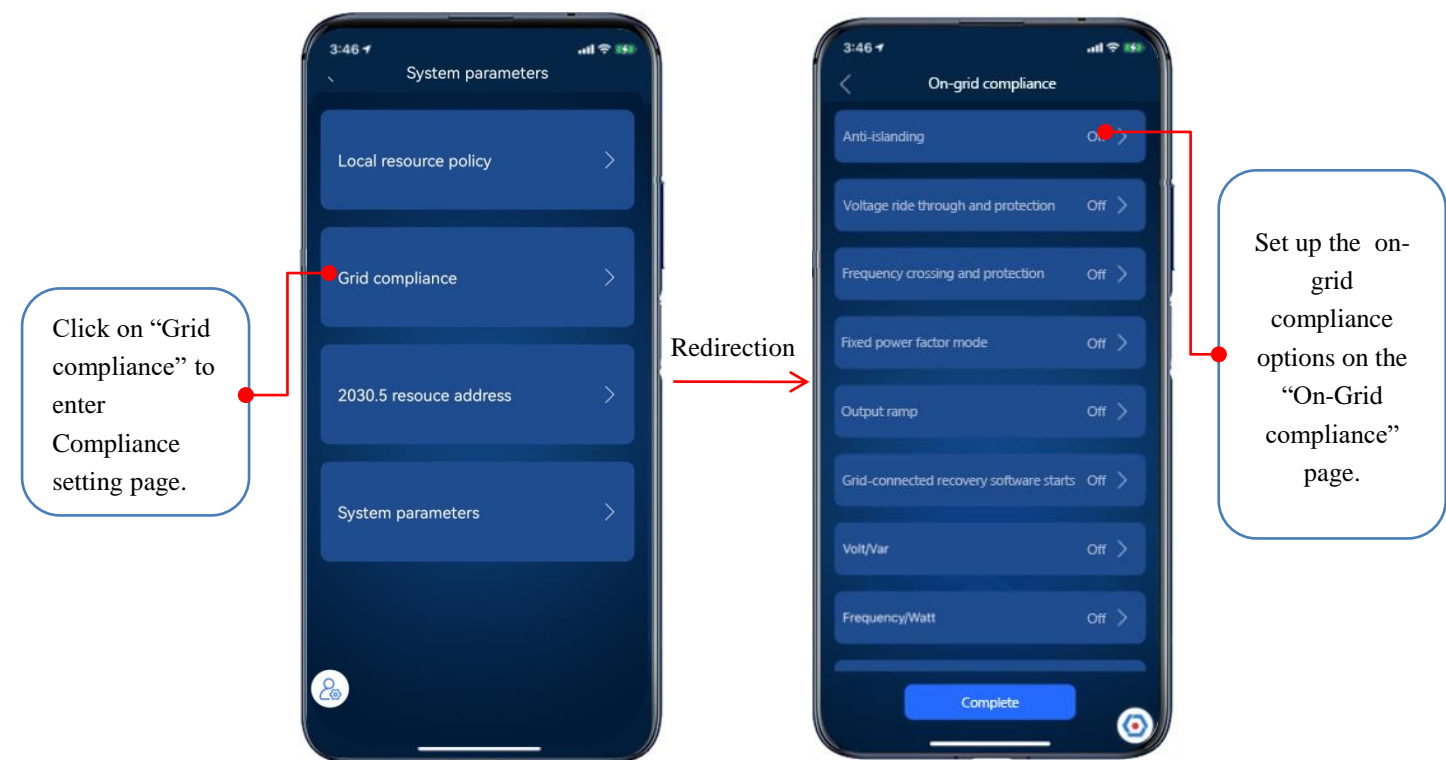 3:46
System parameters
Local resource policy
Grid compliance
2030.5 resouce address
System parameters
Click on “Grid
compliance” to
enter
Compliance
setting page.
Redirection
3:46
On-grid compliance
Anti-islanding
Voltage ride through and protection Off
Frequency crossing and protection Off
Fixed power factor mode Off
Output ramp Off
Grid-connected recovery software starts Off
Volt/Var Off
Frequency/Watt Off
Complete
Set up the on-
grid
compliance
options on the
“On-Grid
compliance”
page.